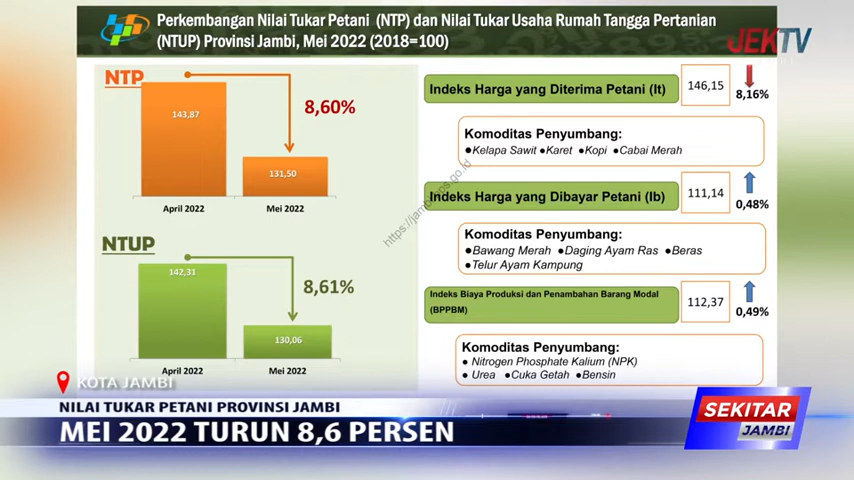 Perkembangan Nilai Tukar Petani (NTP) dan Nilai Tukar Usaha Rumah Tangga Pertanian
(NTUP) Provinsi Jambi, Mei 2022 (2018=100)
JEKTV
NTP
143,87
8,60%
131,50
April 2022
Mei 2022
NTUP
142,31
8,61%
130,06
April 2022
Mei 2022
Indeks Harga yang Diterima Petani (It)
146,15
8,16%
Komoditas Penyumbang:
●Kelapa Sawit ●Karet ●Kopi ●Cabai Merah
Indeks Harga yang Dibayar Petani (Ib)
111,14
0,48%
Komoditas Penyumbang:
●Bawang Merah ●Daging Ayam Ras ●Beras
●Telur Ayam Kampung
Indeks Biaya Produksi dan Penambahan Barang Modal
(BPPBM)
112,37
0,49%
Komoditas Penyumbang:
● Nitrogen Phosphate Kalium (NPK)
● Urea ●Cuka Getah ●Bensin
https://jambi.bps.go.id
KOTA JAMBI
NILAI TUKAR PETANI PROVINSI JAMBI
MEI 2022 TURUN 8,6 PERSEN
SEKITAR
JAMBI